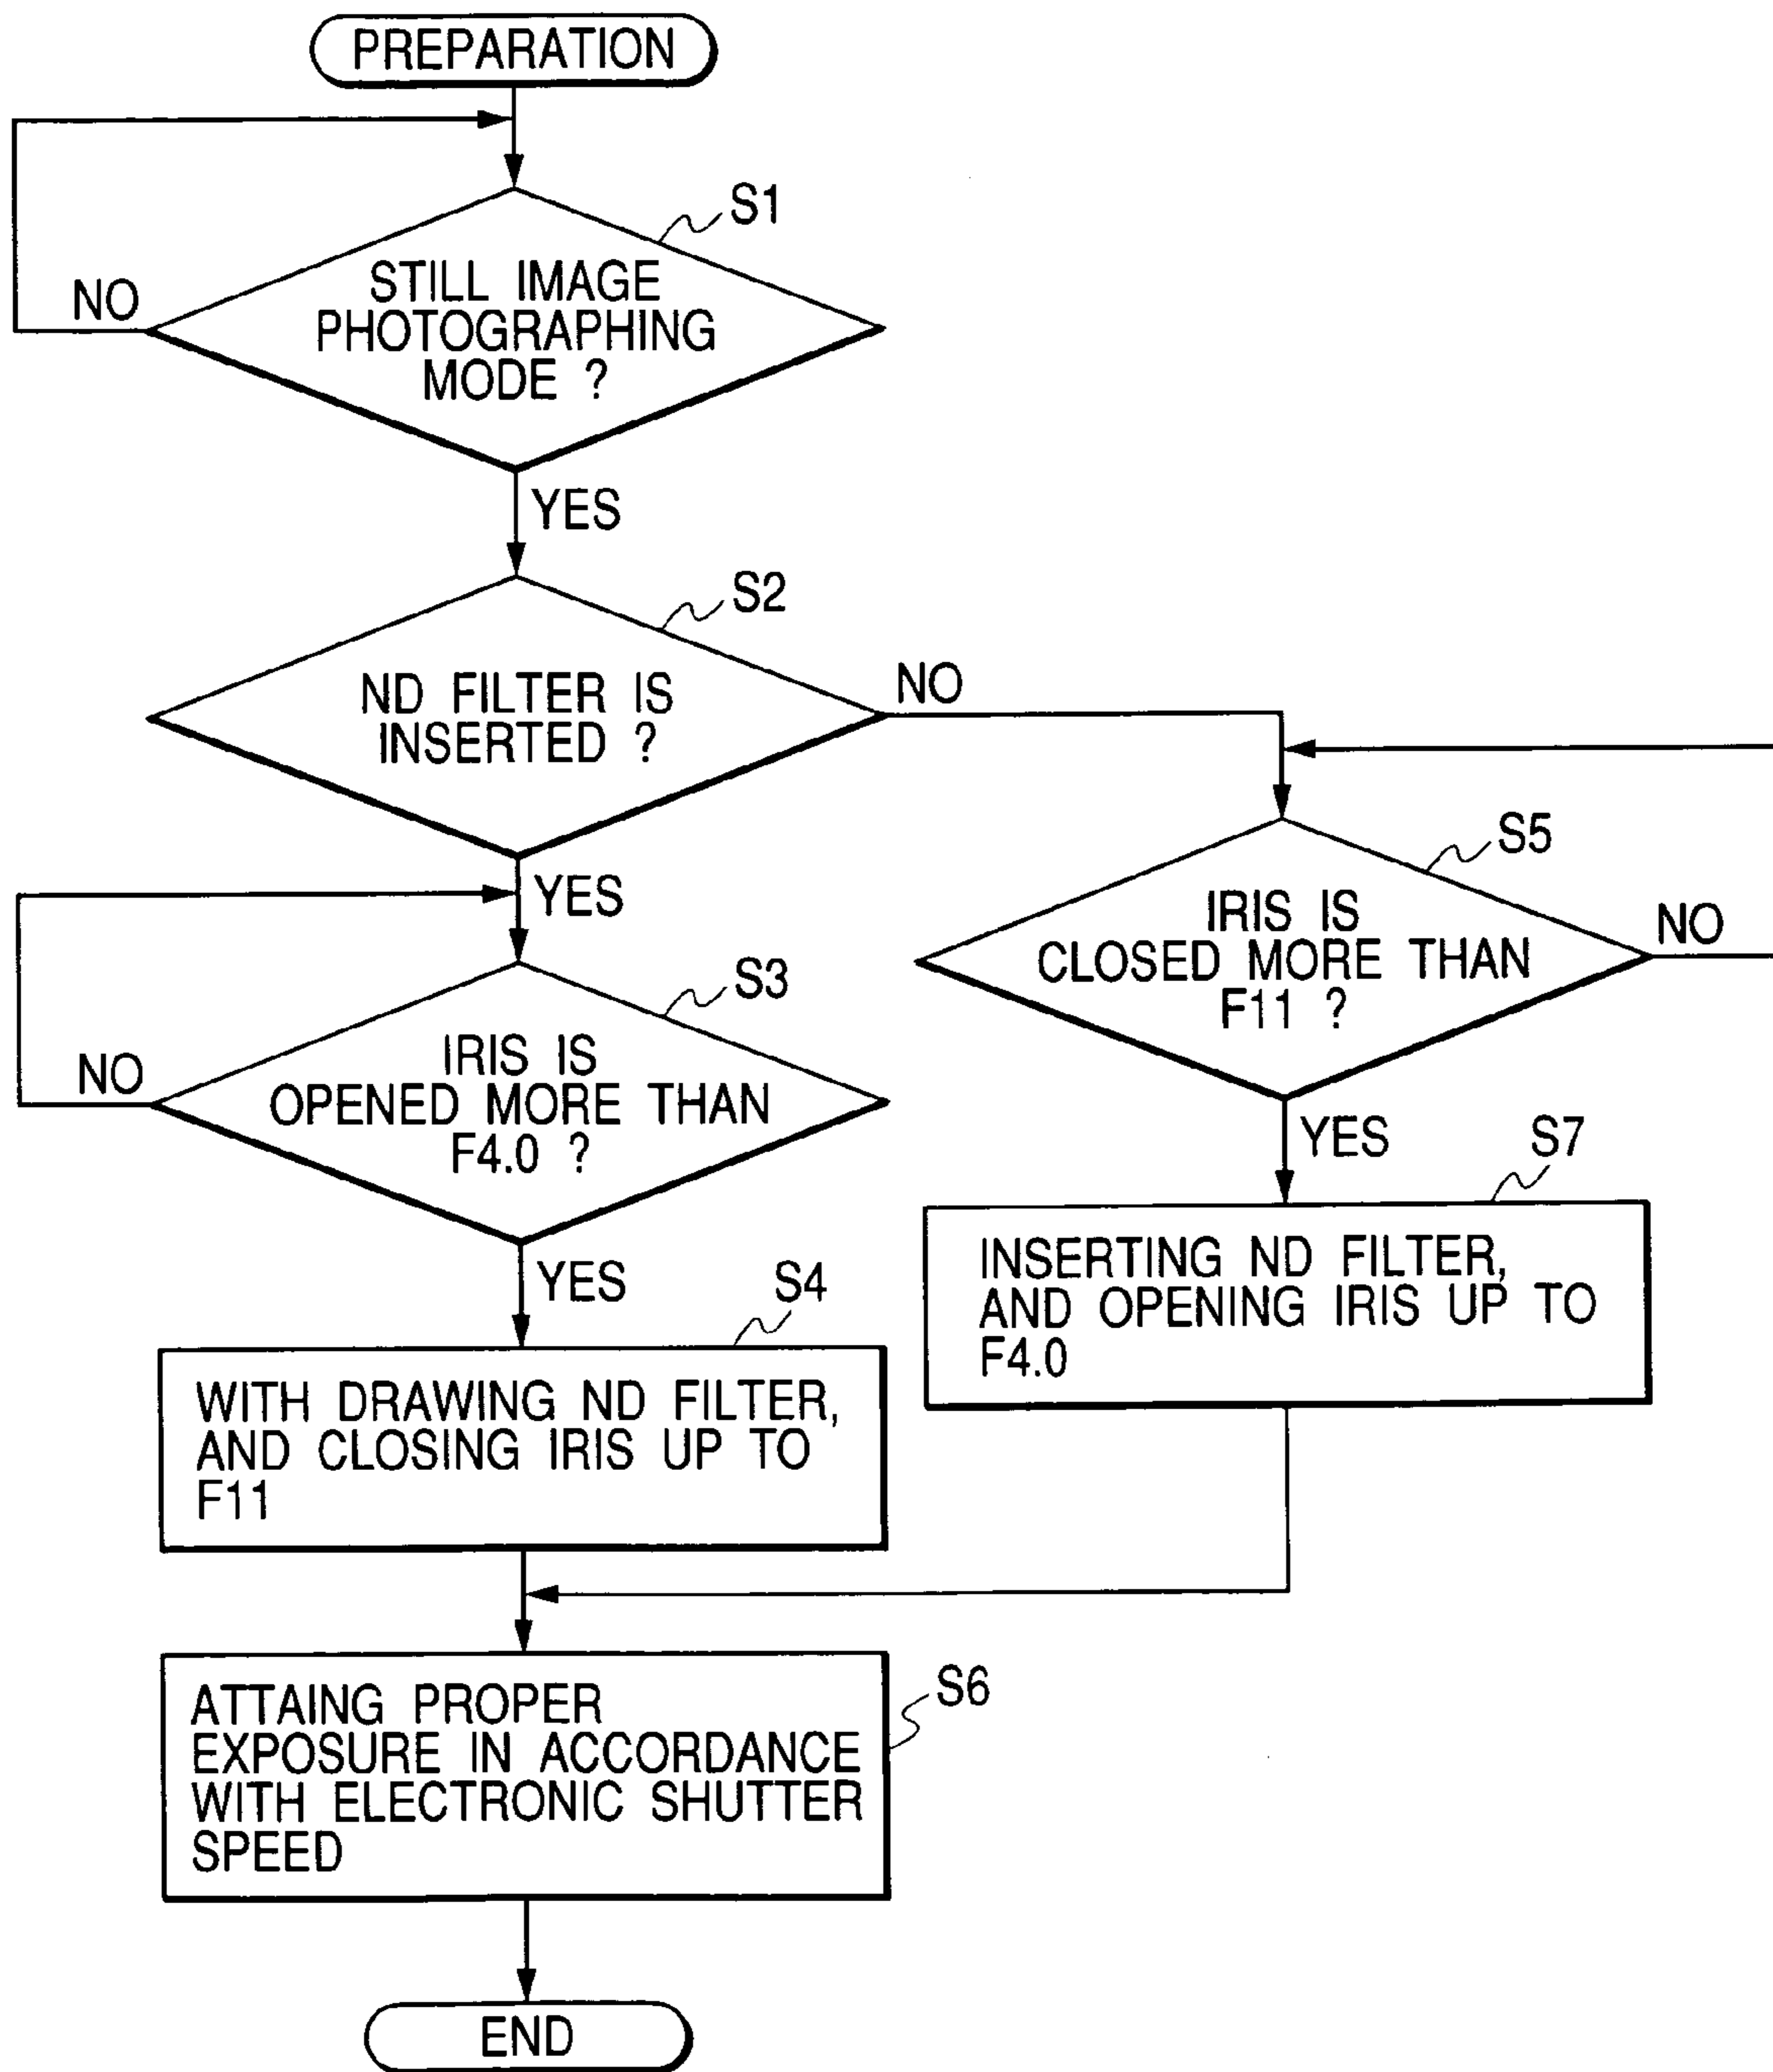 PREPARATION
S1
STILL IMAGE
PHOTOGRAPHING
MODE ?
NO
YES
S2
ND FILTER IS
INSERTED ?
NO
YES
S3
IRIS IS
OPENED MORE THAN
F4.0 ?
NO
YES
S4
WITH DRAWING ND FILTER,
AND CLOSING IRIS UP TO
F11
S5
IRIS IS
CLOSED MORE THAN
F11 ?
NO
YES
S7
INSERTING ND FILTER,
AND OPENING IRIS UP TO
F4.0
ATTAING PROPER
EXPOSURE IN ACCORDANCE
WITH ELECTRONIC SHUTTER
SPEED
S6
END